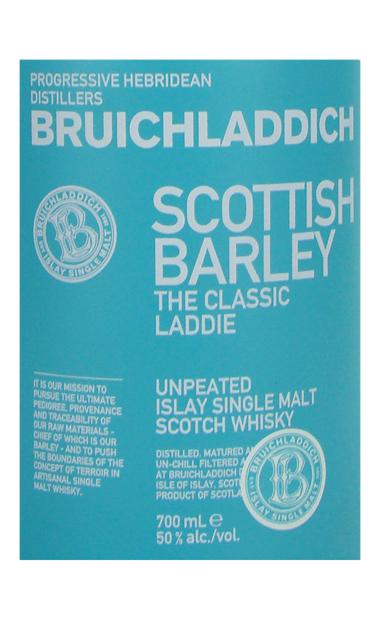 PROGRESSIVE HEBRIDEAN
DISTILLERS
BRUICHLADDICH
BRUICHLADDICH
B
ISLAY SINGLE MALT
SCOTTISH
BARLEY
THE CLASSIC
LADDIE
IT IS OUR MISSION TO
PURSUE THE ULTIMATE
PEDIGREE, PROVENANCE
AND TRACEABILITY OF
OUR RAW MATERIALS –
CHIEF OF WHICH IS OUR
BARLEY – AND TO PUSH
THE BOUNDARIES OF THE
CONCEPT OF TERROIR IN
ARTISANAL SINGLE
MALT WHISKY.
UNPEATED
ISLAY SINGLE MALT
SCOTCH WHISKY
DISTILLED, MATURED
UN-CHILL FILTERED
AT BRUICHLADDICH
ISLE OF ISLAY,
PRODUCT OF
700 mL e
50% alc./vol.
BRUICHLADDICH
B
ISLAY SINGLE MALT